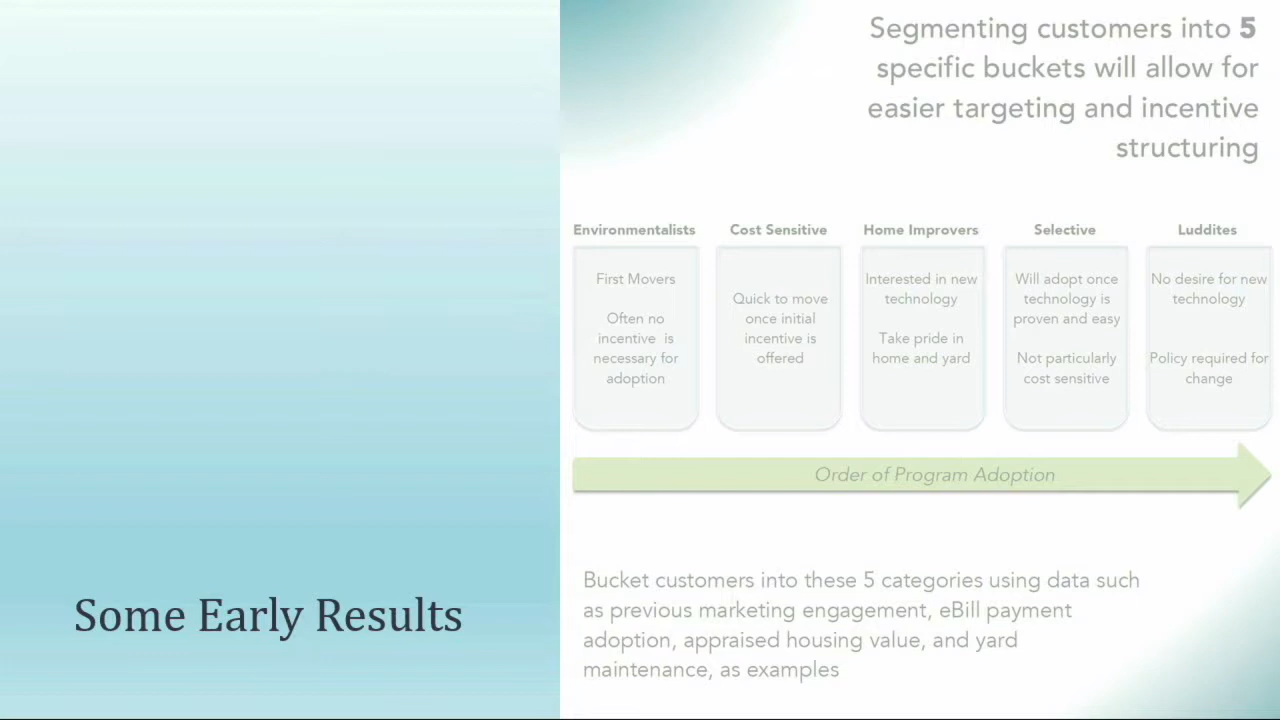 Segmenting customers into 5
specific buckets will allow for
easier targeting and incentive
structuring
Environmentalists
First Movers
Often no
incentive is
necessary for
adoption
Cost Sensitive
Quick to move
once initial
incentive is
offered
Home Improvers
Interested in new
technology
Take pride in
home and yard
Selective
Will adopt once
technology is
proven and easy
Not particularly
cost sensitive
Luddites
No desire for new
technology
Policy required for
change
Order of Program Adoption
Bucket customers into these 5 categories using data such
as previous marketing engagement, eBill payment
adoption, appraised housing value, and yard
maintenance, as examples
Some Early Results